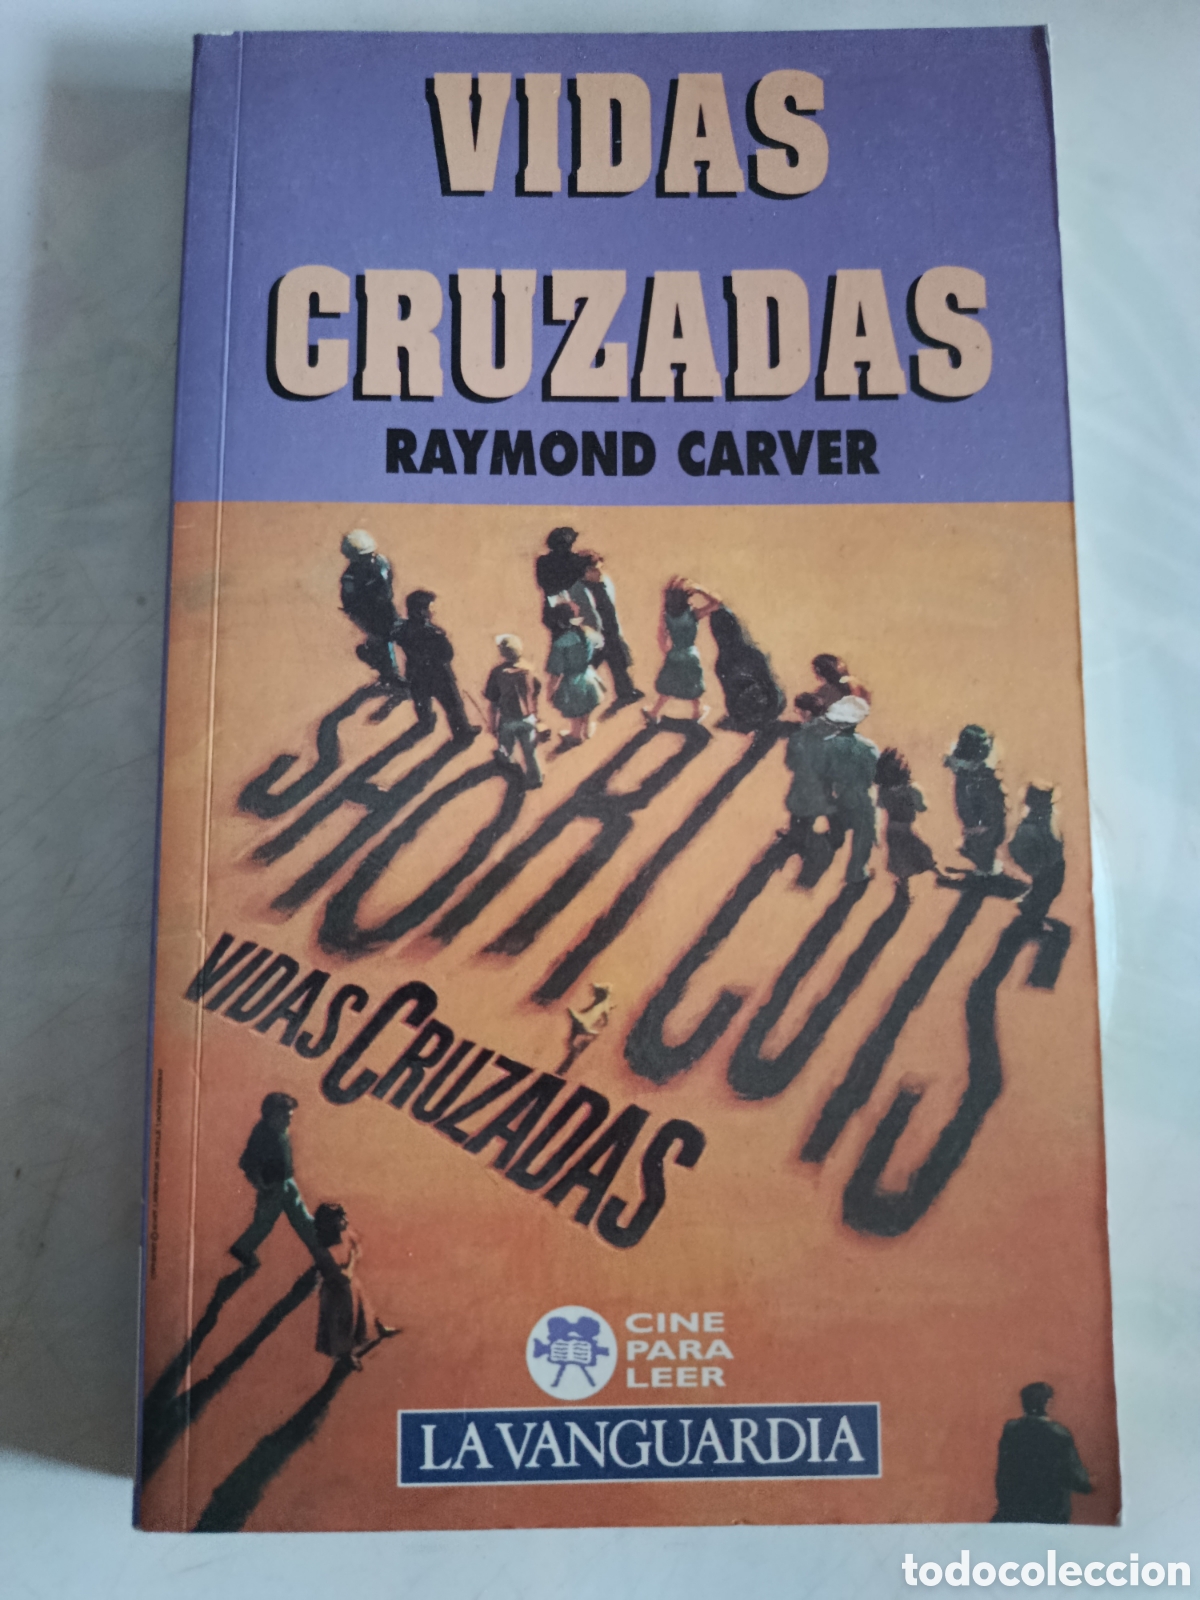 VIDAS
CRUZADAS
RAYMOND CARVER
SHORT CUTS
VIDAS CRUZADAS
CINE
PARA
LEER
LA VANGUARDIA
todocoleccion